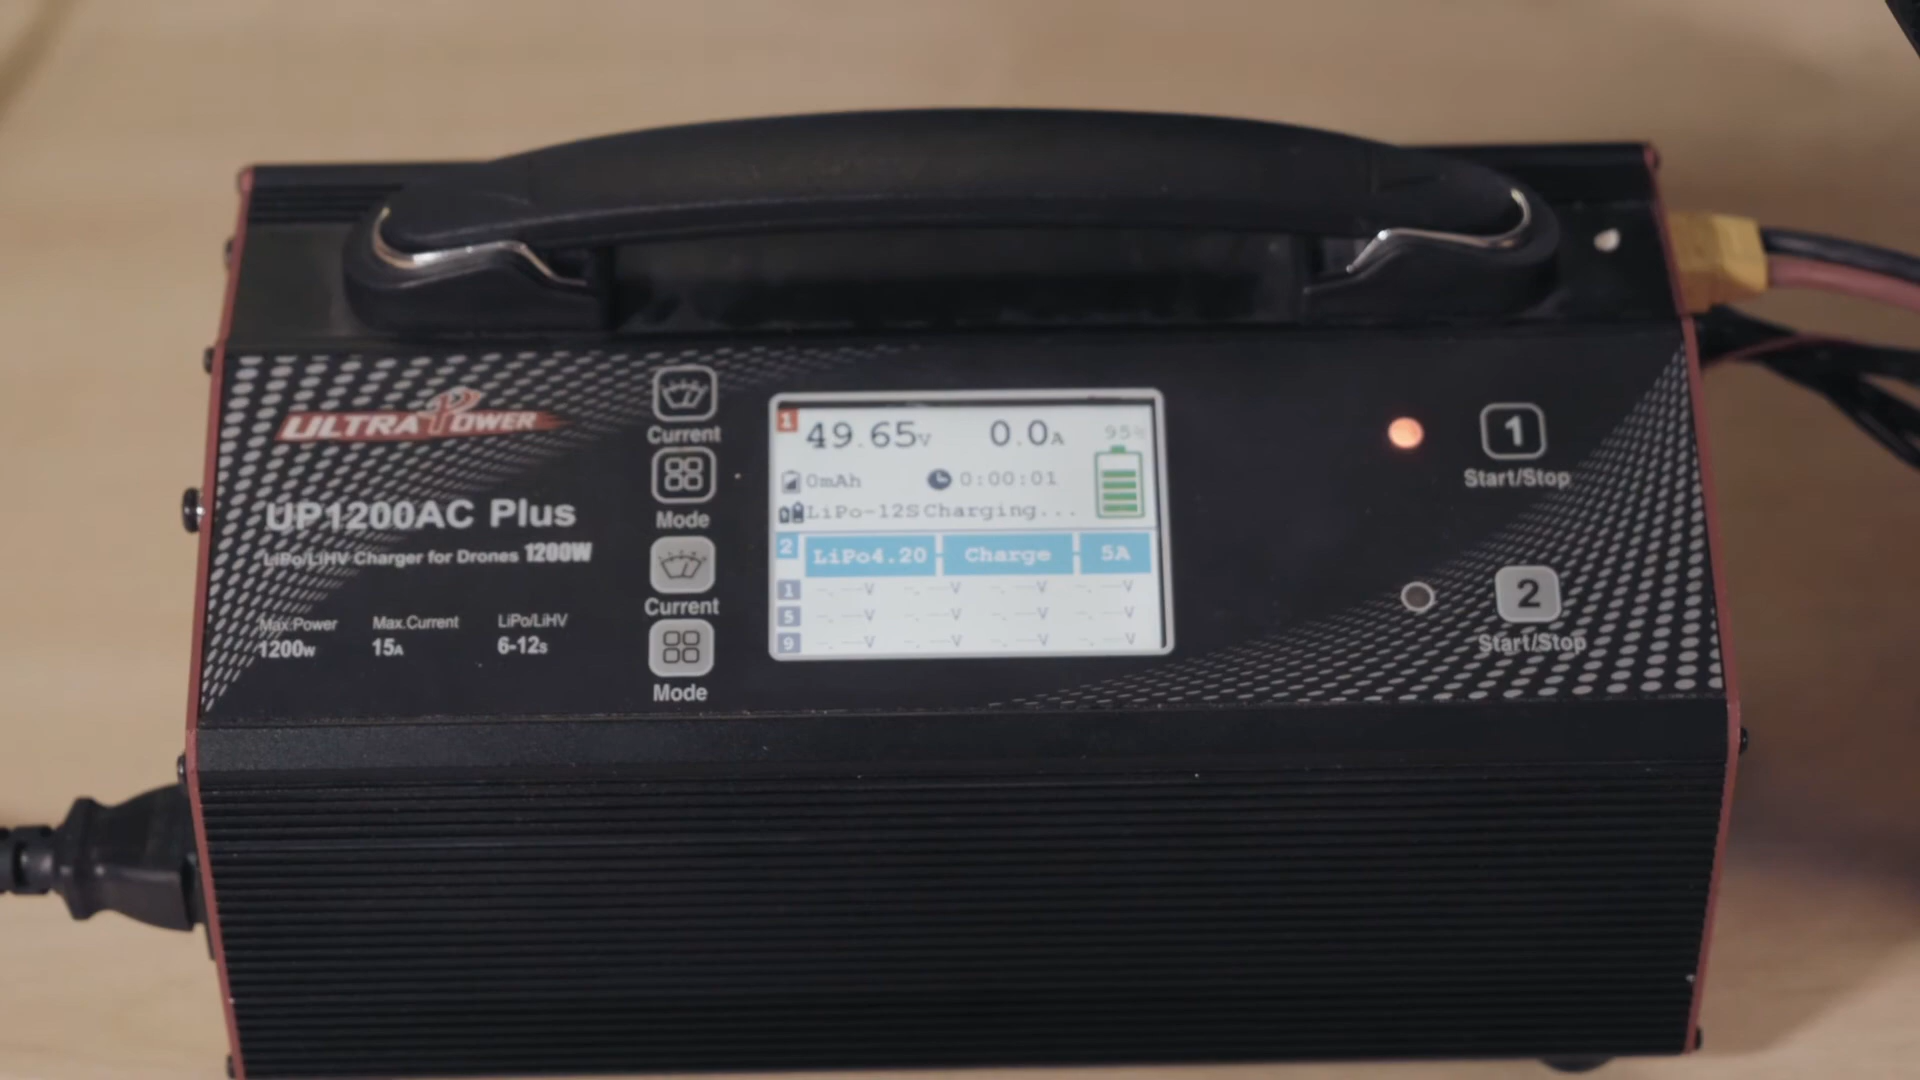 ULTRAPOWER
UP1200AC Plus
LiPo/LiHV Charger for Drones 1200W
Max.Power Max.Current LiPo/LiHV
1200W 15A 6-12s
Current
Mode
Current
Mode
1 49.65V 0.0A 95%
0mAh 0:00:01
LiPo-12S Charging...
2 LiPo4.20 Charge 5A
1 -.--V -.--V -.--V -.--V
5 -.--V -.--V -.--V -.--V
9 -.--V -.--V -.--V -.--V
1
Start/Stop
2
Start/Stop